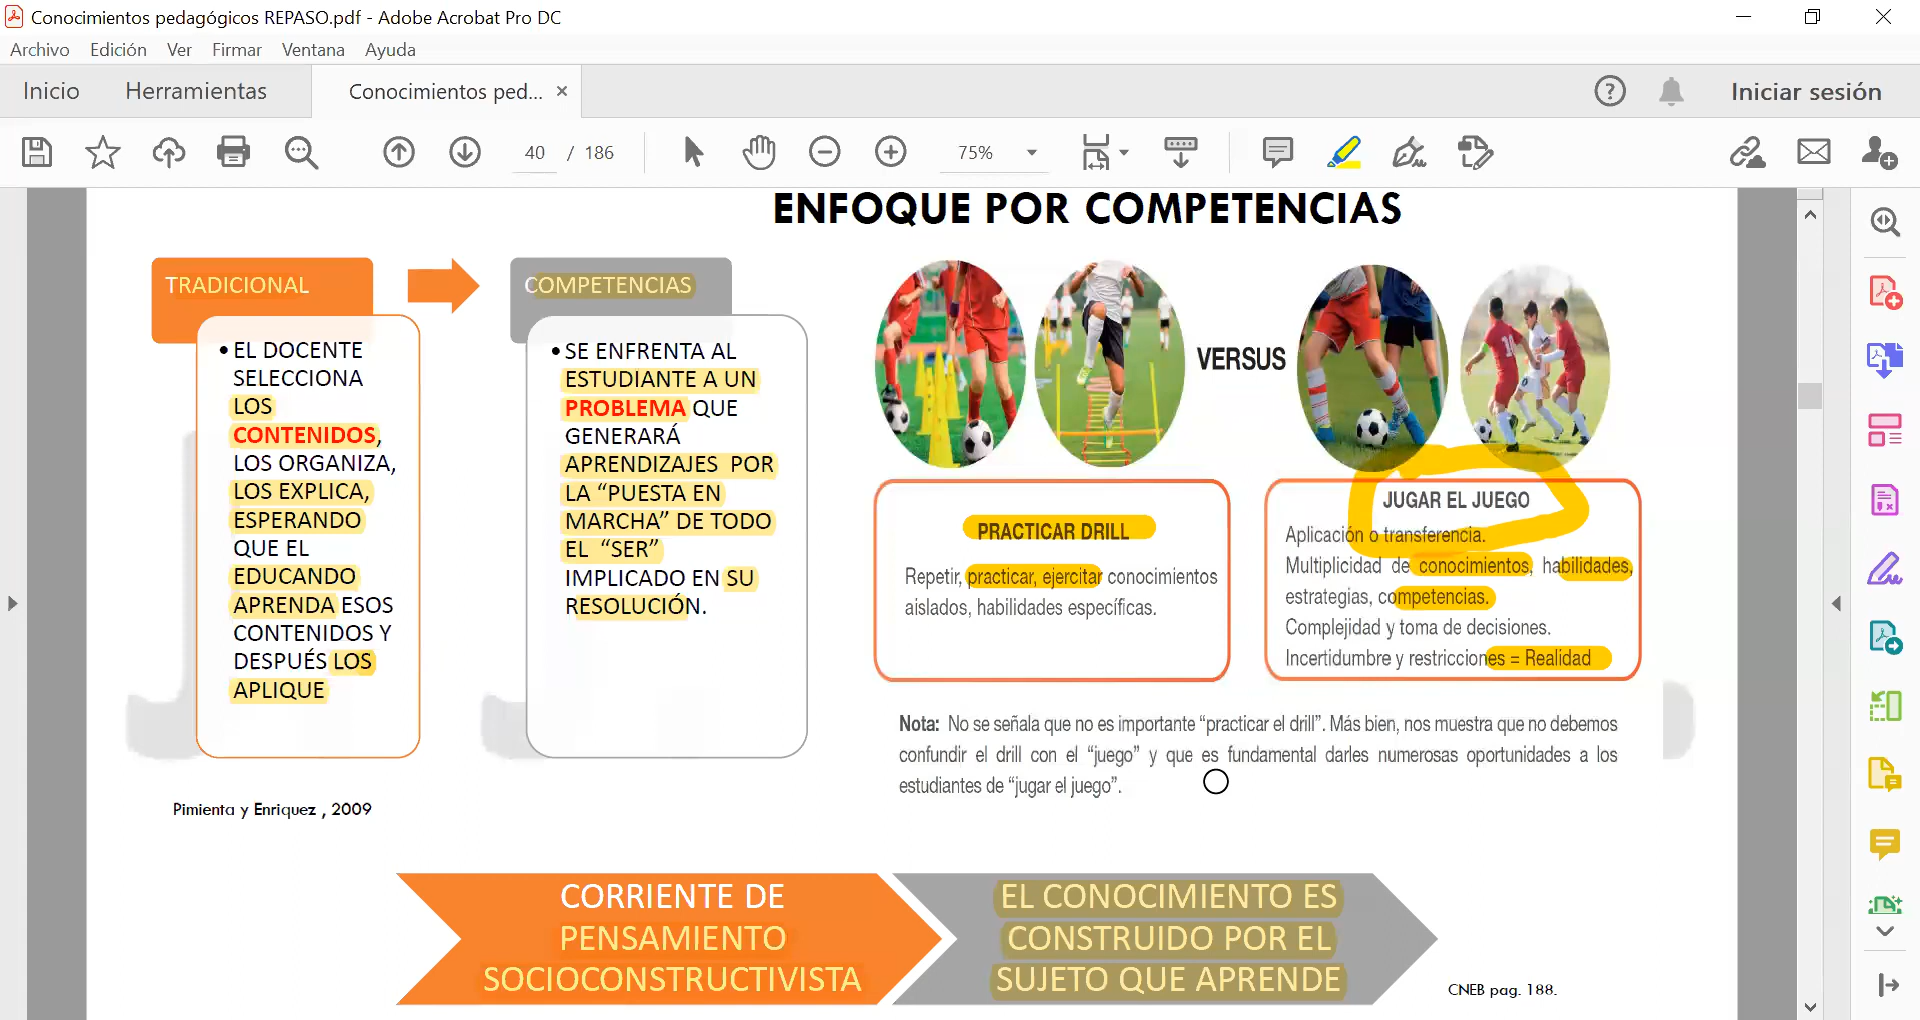 Conocimientos pedagógicos REPASO.pdf - Adobe Acrobat Pro DC
Archivo Edición Ver Firmar Ventana Ayuda
Inicio Herramientas Conocimientos ped... × Iniciar sesión
40 / 186 75%
ENFOQUE POR COMPETENCIAS
TRADICIONAL
• EL DOCENTE
SELECCIONA
LOS
CONTENIDOS,
LOS ORGANIZA,
LOS EXPLICA,
ESPERANDO
QUE EL
EDUCANDO
APRENDA ESOS
CONTENIDOS Y
DESPUÉS LOS
APLIQUE
COMPETENCIAS
• SE ENFRENTA AL
ESTUDIANTE A UN
PROBLEMA QUE
GENERARÁ
APRENDIZAJES POR
LA “PUESTA EN
MARCHA” DE TODO
EL “SER”
IMPLICADO EN SU
RESOLUCIÓN.
Pimienta y Enriquez , 2009
VERSUS
10
PRACTICAR DRILL
Repetir, practicar, ejercitar conocimientos
aislados, habilidades específicas.
JUGAR EL JUEGO
Aplicación o transferencia.
Multiplicidad de conocimientos, habilidades,
estrategias, competencias.
Complejidad y toma de decisiones.
Incertidumbre y restricciones = Realidad
Nota: No se señala que no es importante “practicar el drill”. Más bien, nos muestra que no debemos
confundir el drill con el “juego” y que es fundamental darles numerosas oportunidades a los
estudiantes de “jugar el juego”.
CORRIENTE DE
PENSAMIENTO
SOCIOCONSTRUCTIVISTA
EL CONOCIMIENTO ES
CONSTRUIDO POR EL
SUJETO QUE APRENDE
CNEB pag. 188.